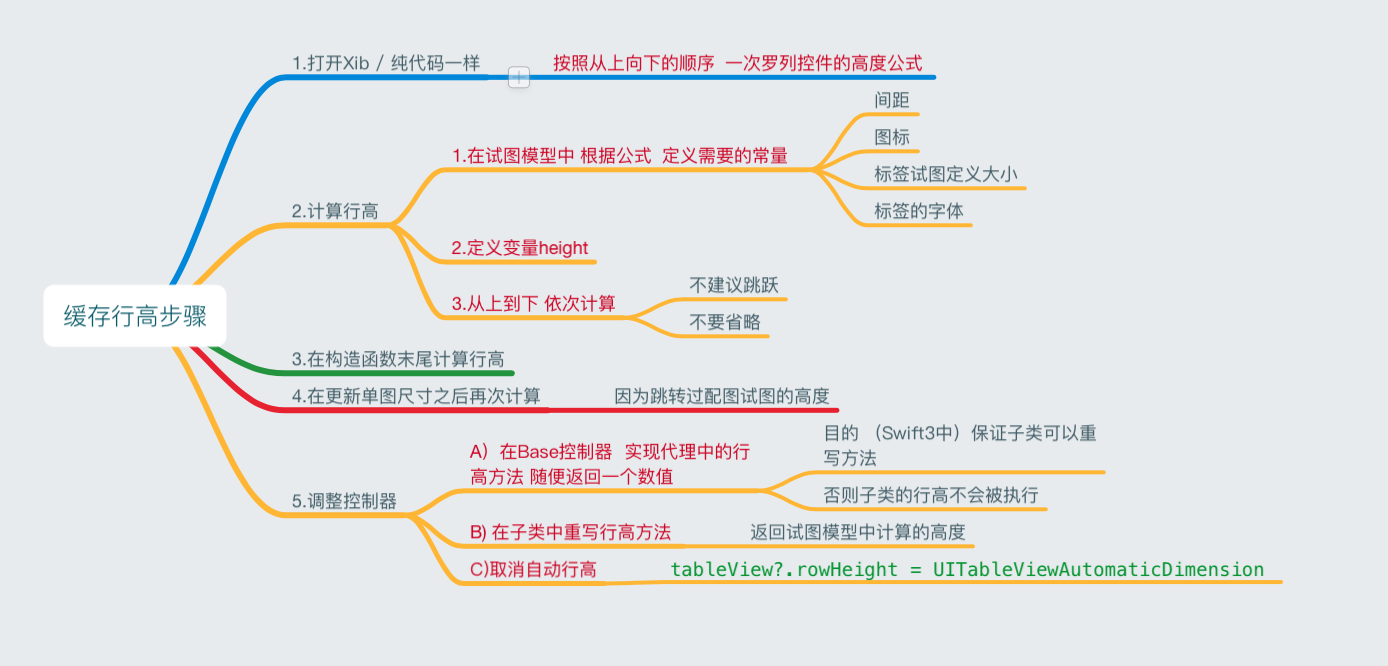 缓存行高步骤
1.打开Xib / 纯代码一样
按照从上向下的顺序 一次罗列控件的高度公式
2.计算行高
1.在试图模型中 根据公式 定义需要的常量
间距
图标
标签试图定义大小
标签的字体
2.定义变量height
3.从上到下 依次计算
不建议跳跃
不要省略
3.在构造函数末尾计算行高
4.在更新单图尺寸之后再次计算
因为跳转过配图试图的高度
5.调整控制器
A）在Base控制器 实现代理中的行
高方法 随便返回一个数值
目的 （Swift3中）保证子类可以重
写方法
否则子类的行高不会被执行
B) 在子类中重写行高方法
返回试图模型中计算的高度
C)取消自动行高
tableView?.rowHeight = UITableViewAutomaticDimension